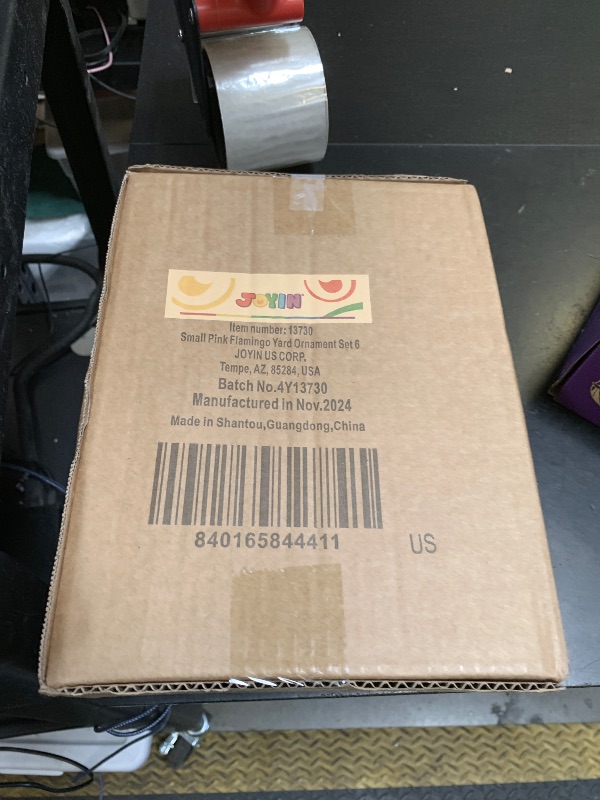 JOYIN
Item number: 13730
Small Pink Flamingo Yard Ornament Set 6
JOYIN US CORP.
Tempe, AZ, 85284, USA
Batch No.4Y13730
Manufactured in Nov.2024
Made in Shantou,Guangdong,China
840165844411
US